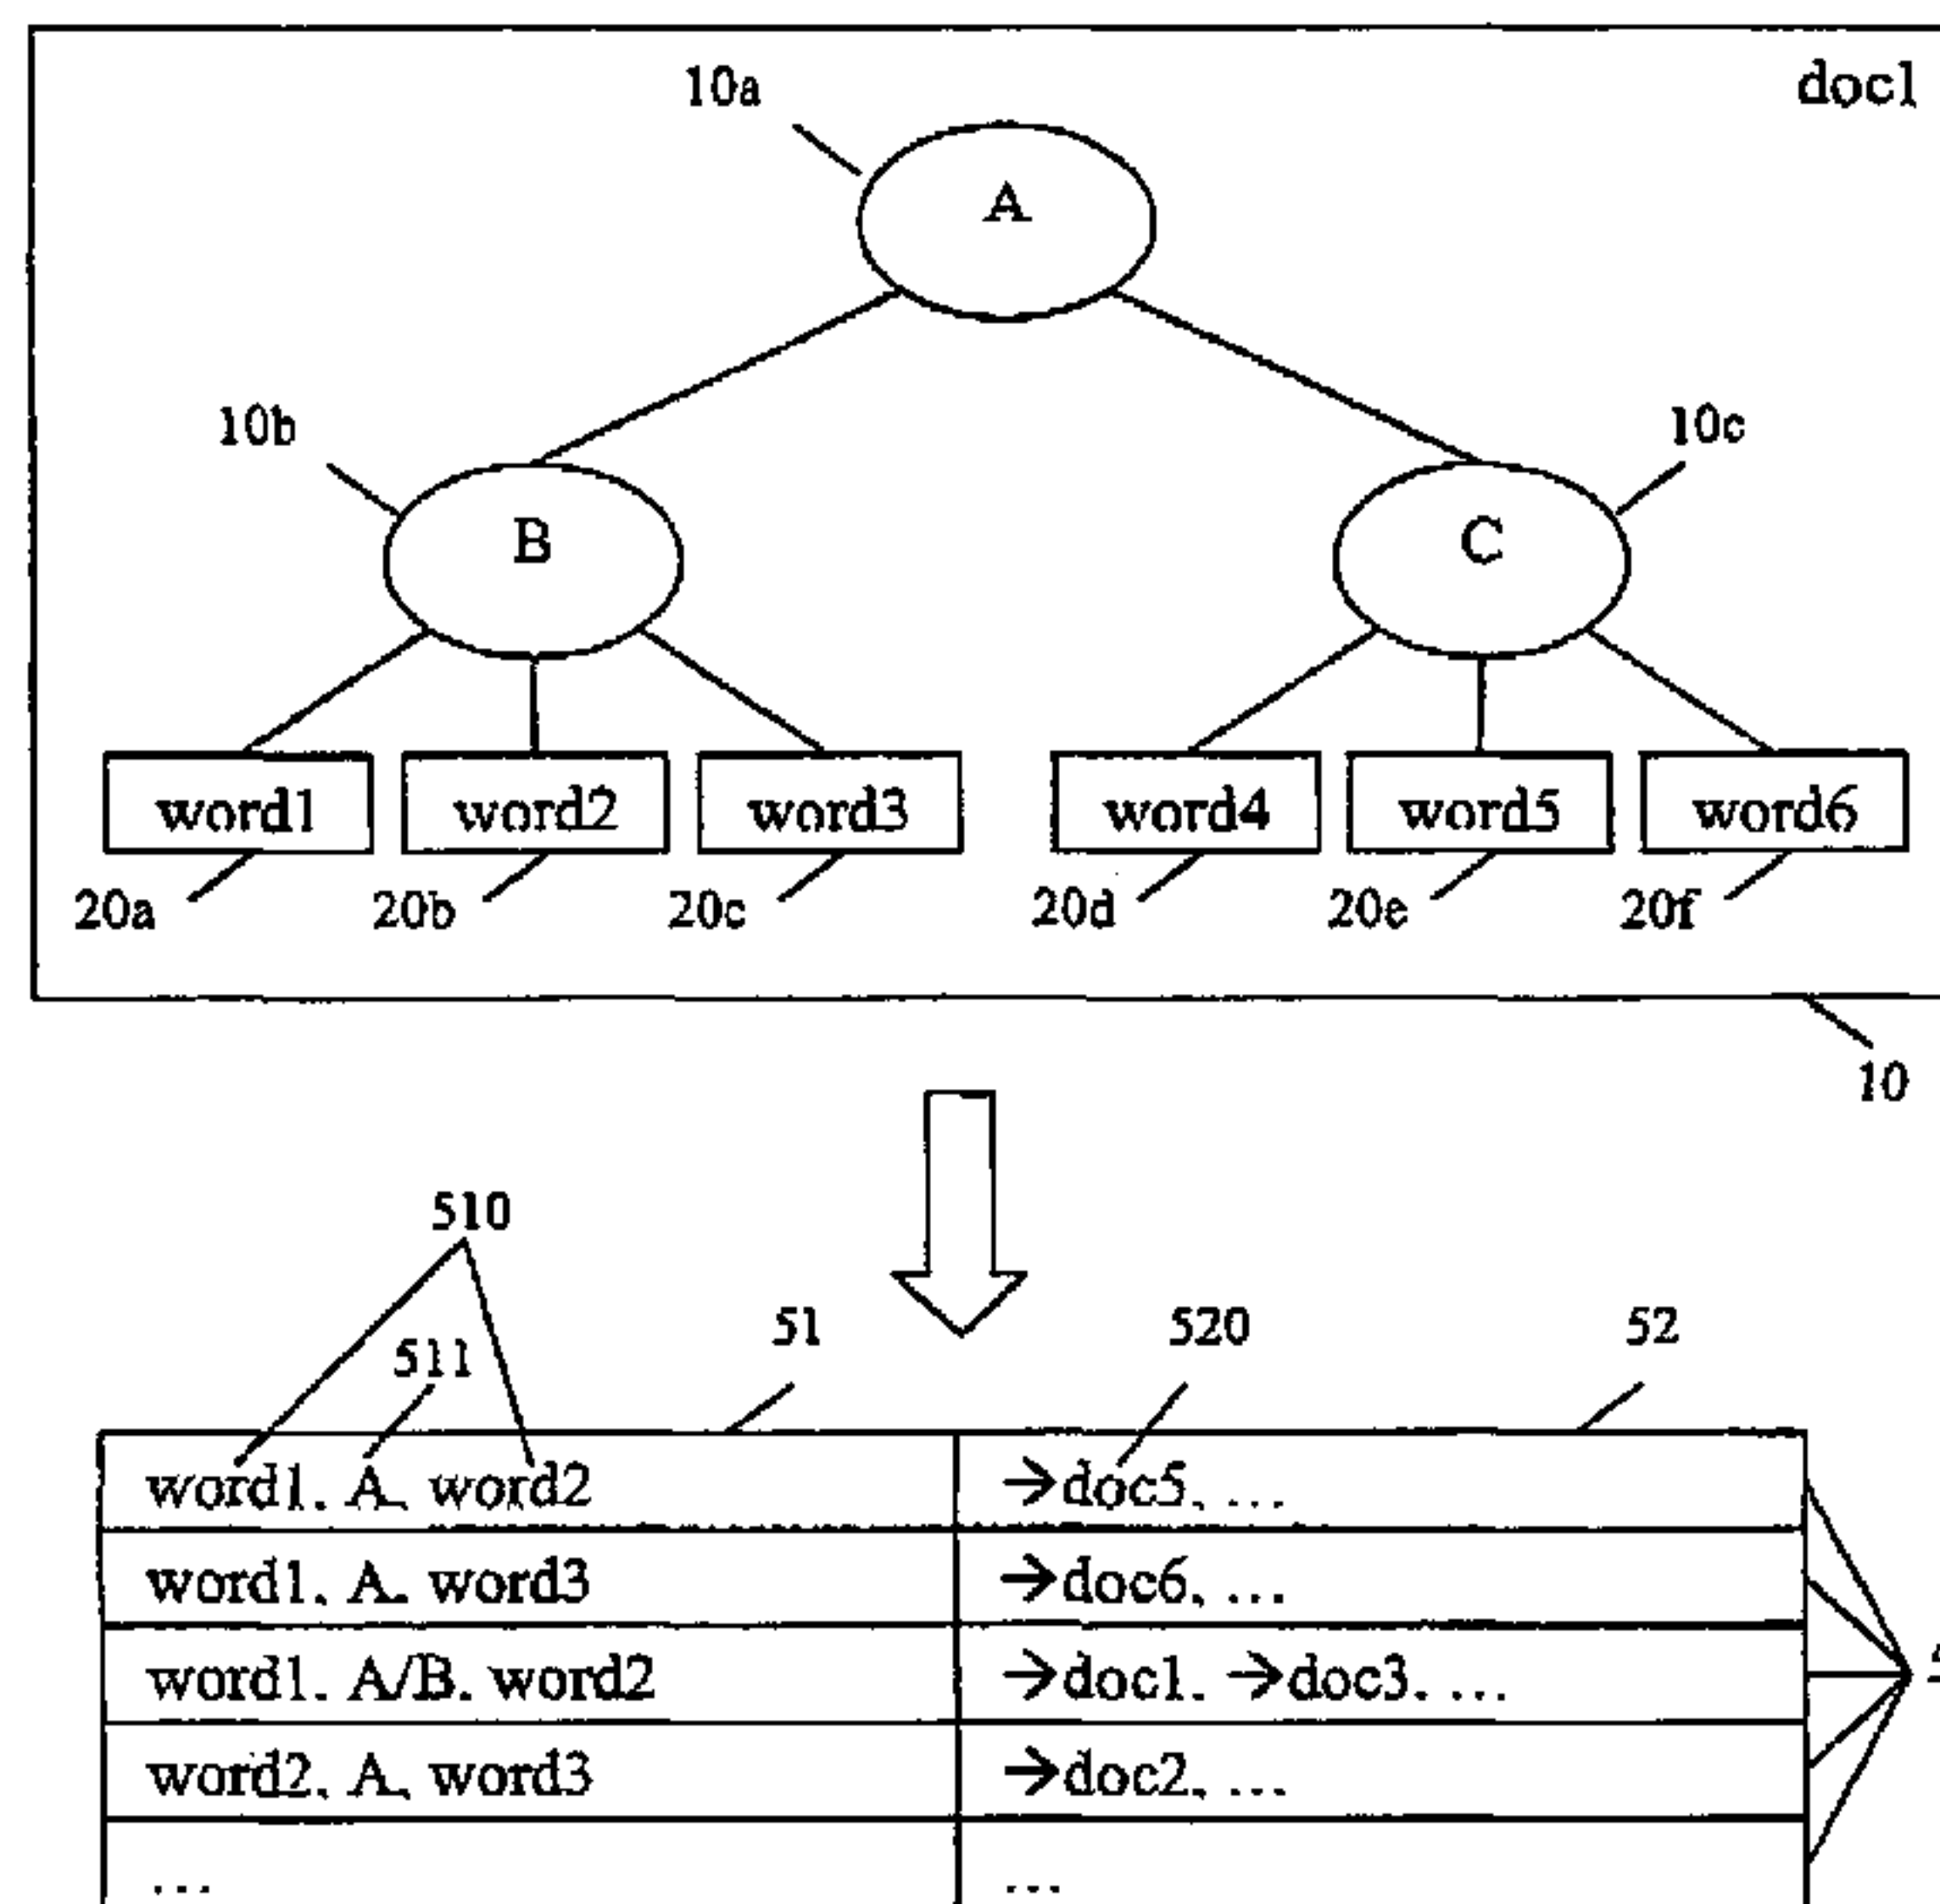 doc1
10a
A
10b
10c
B
C
word1 word2 word3 word4 word5 word6
20a 20b 20c 20d 20e 20f
10
510
511
51
520
52
word1, A, word2 →doc5, ...
word1, A, word3 →doc6, ...
word1, A/B, word2 →doc1, →doc3, ...
word2, A, word3 →doc2, ...
... ...